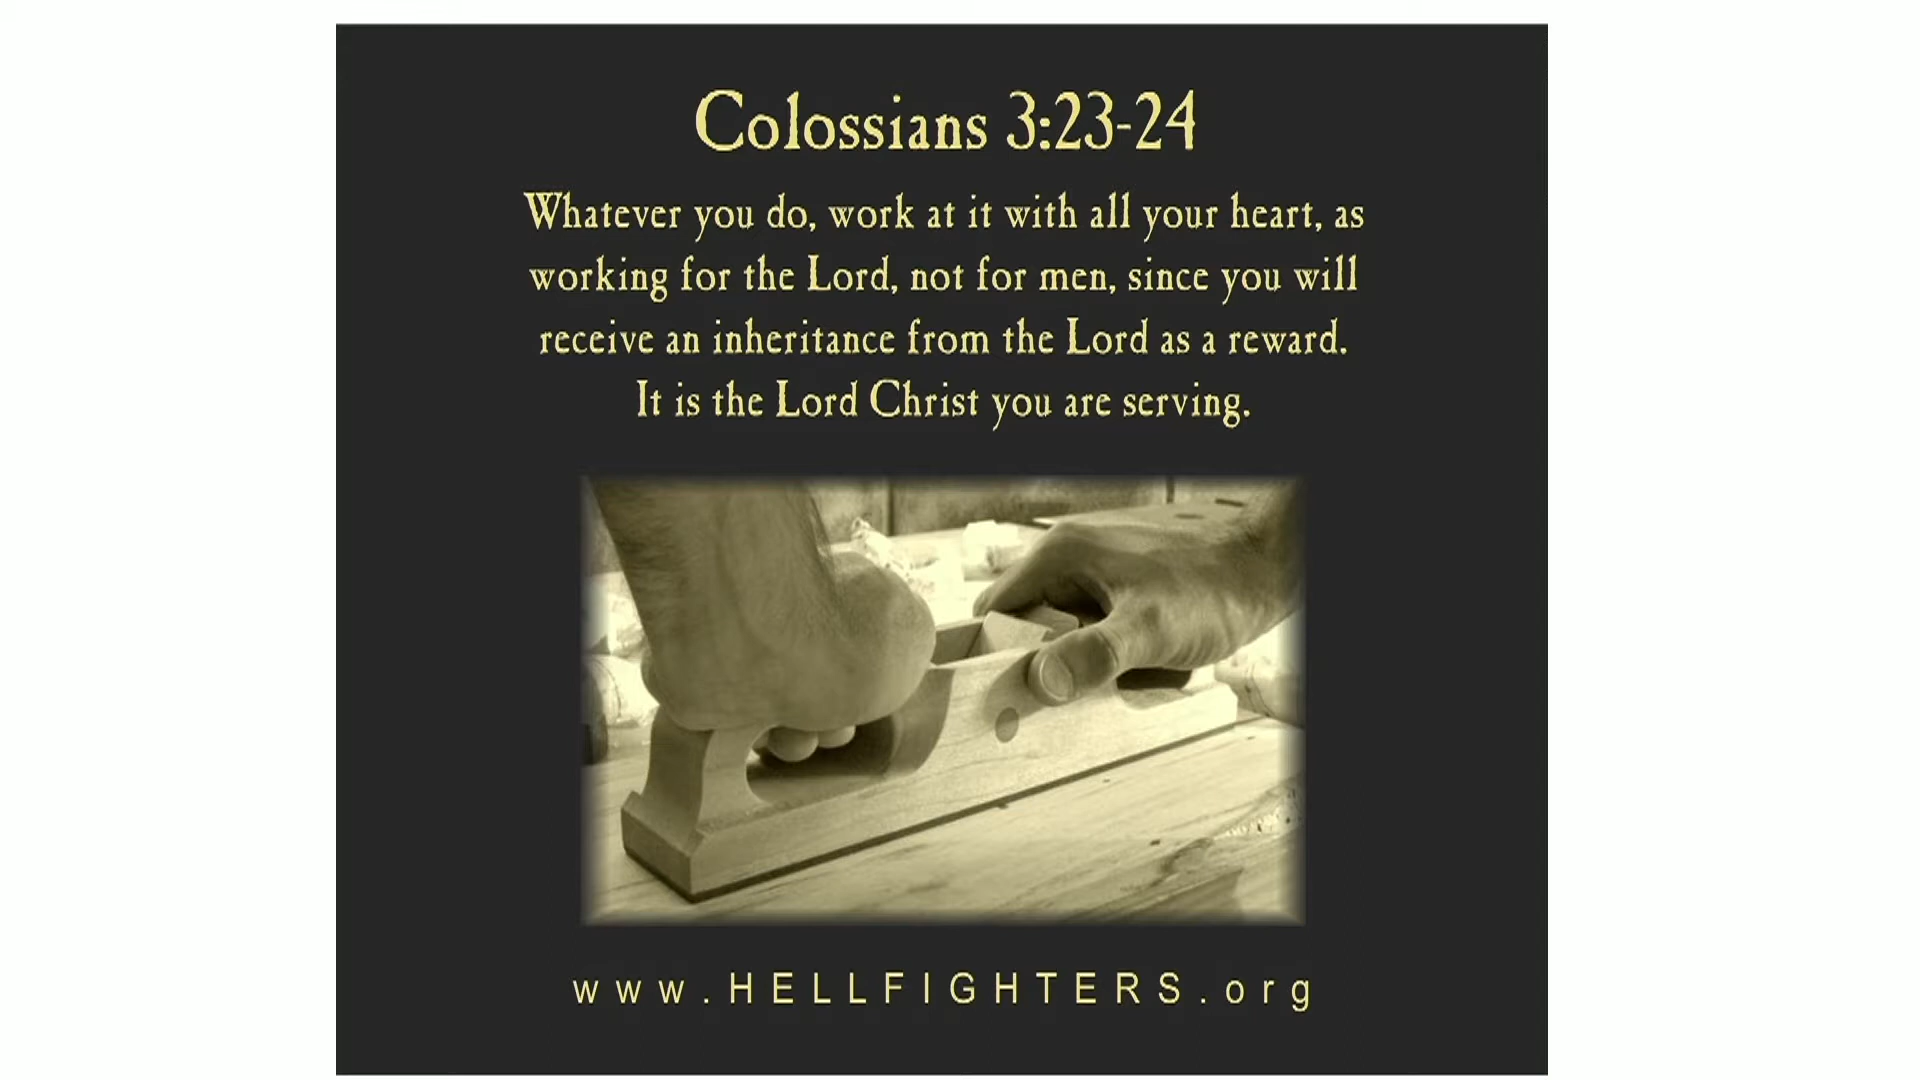 Colossians 3:23-24
Whatever you do, work at it with all your heart, as
working for the Lord, not for men, since you will
receive an inheritance from the Lord as a reward.
It is the Lord Christ you are serving.
www.HELLFIGHTERS.org